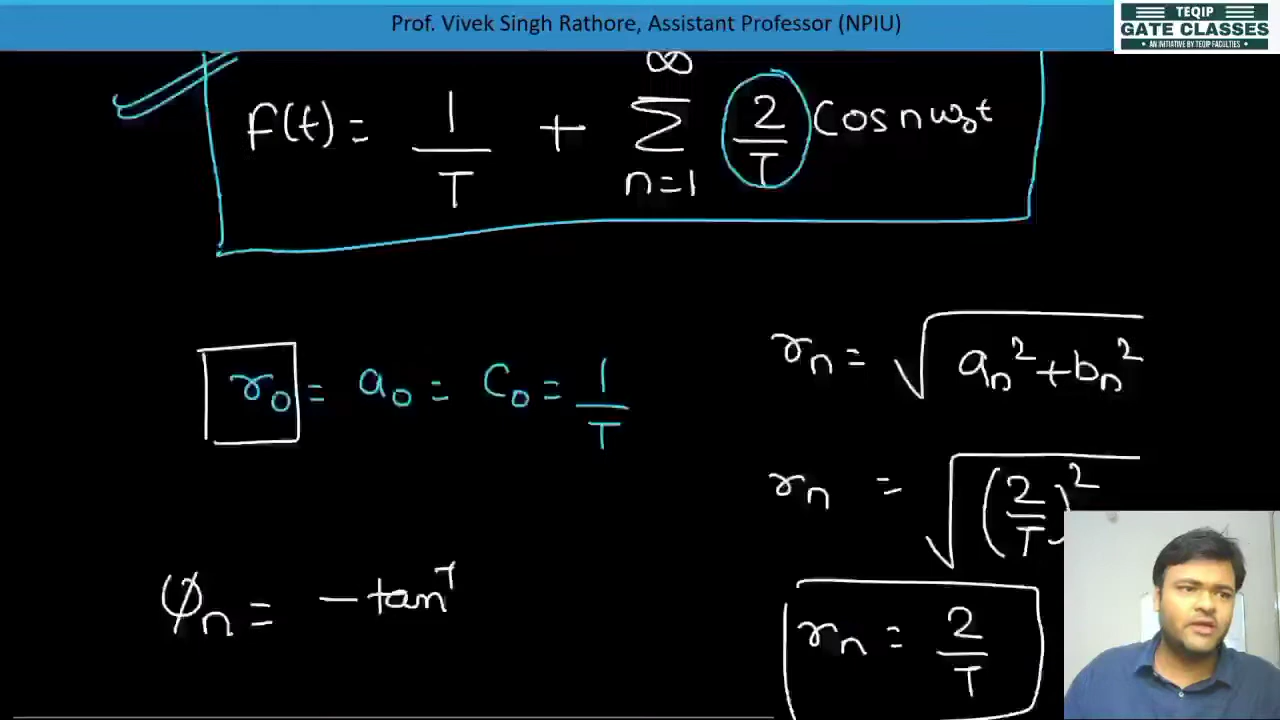 Prof. Vivek Singh Rathore, Assistant Professor (NPIU)
TEQIP
GATE CLASSES
AN INITIATIVE BY TEQIP FACULTIES
f(t) = 1/T + ∑_{n=1}^{∞} 2/T Cos nω₀t
r₀ = a₀ = C₀ = 1/T
rₙ = √(aₙ² + bₙ²)
rₙ = √(2/T)²
φₙ = -tan⁻¹
rₙ = 2/T